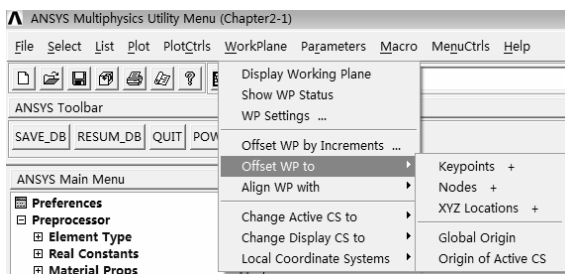 ANSYS Multiphysics Utility Menu (Chapter2-1)
File Select List Plot PlotCtrls WorkPlane Parameters Macro MenuCtrls Help
Display Working Plane
Show WP Status
WP Settings ...
Offset WP by Increments ...
Offset WP to
Align WP with
Change Active CS to
Change Display CS to
Local Coordinate Systems
Keypoints +
Nodes +
XYZ Locations +
Global Origin
Origin of Active CS
ANSYS Toolbar
SAVE_DB RESUM_DB QUIT
ANSYS Main Menu
Preferences
Preprocessor
Element Type
Real Constants
Material Props